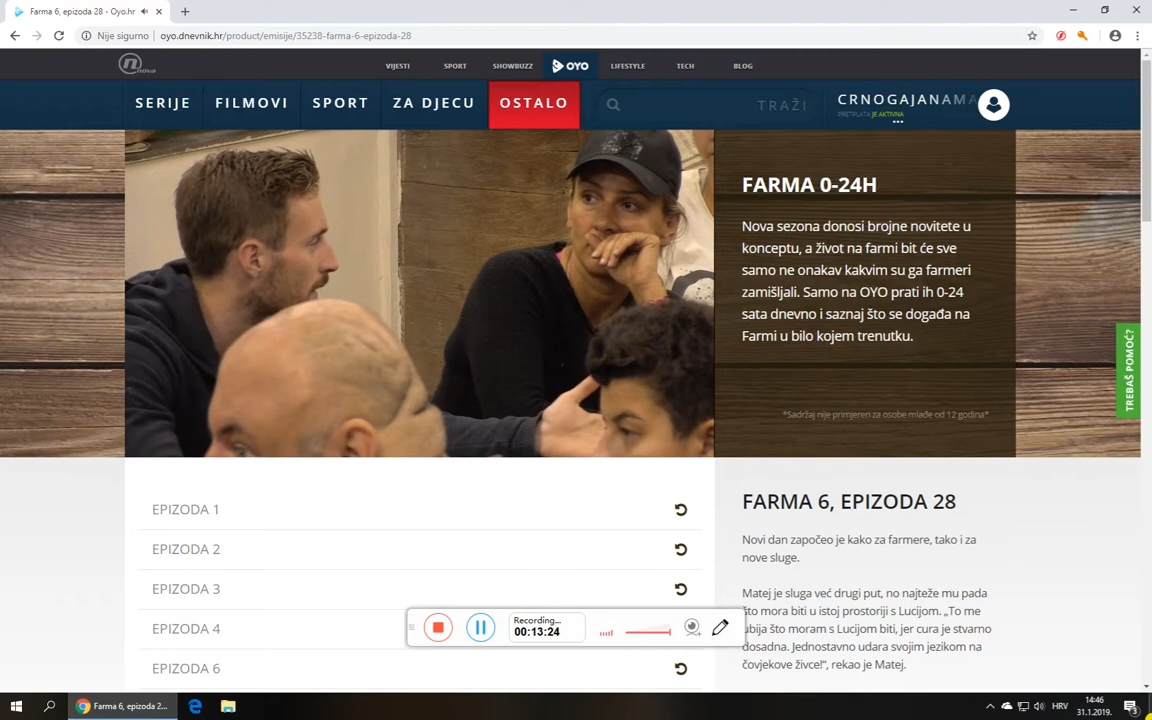 Farma 6, epizoda 28 - Oyo.hr
Nije sigurno
oyo.dnevnik.hr/product/emisije/35238-farma-6-epizoda-28
nova
VIJESTI
SPORT
SHOWBUZZ
OYO
LIFESTYLE
TECH
BLOG
SERIJE
FILMOVI
SPORT
ZA DJECU
OSTALO
TRAŽI
CRNOGAJANAMA
PRETPLATA JE AKTIVNA
FARMA 0-24H
Nova sezona donosi brojne novitete u
konceptu, a život na farmi bit će sve
samo ne onakav kakvim su ga farmeri
zamišljali. Samo na OYO prati ih 0-24
sata dnevno i saznaj što se događa na
Farmi u bilo kojem trenutku.
*Sadržaj nije primjeren za osobe mlađe od 12 godina*
TREBAŠ POMOĆ?
EPIZODA 1
EPIZODA 2
EPIZODA 3
EPIZODA 4
EPIZODA 6
FARMA 6, EPIZODA 28
Novi dan započeo je kako za farmere, tako i za
nove sluge.
Matej je sluga već drugi put, no najteže mu pada
što mora biti u istoj prostoriji s Lucijom. „To me
ubija što moram s Lucijom biti, jer cura je stvarno
dosadna. Jednostavno udara svojim jezikom na
čovjekove živce!“, rekao je Matej.
Recording...
00:13:24
Farma 6, epizoda 2...
HRV
14:46
31.1.2019.
3